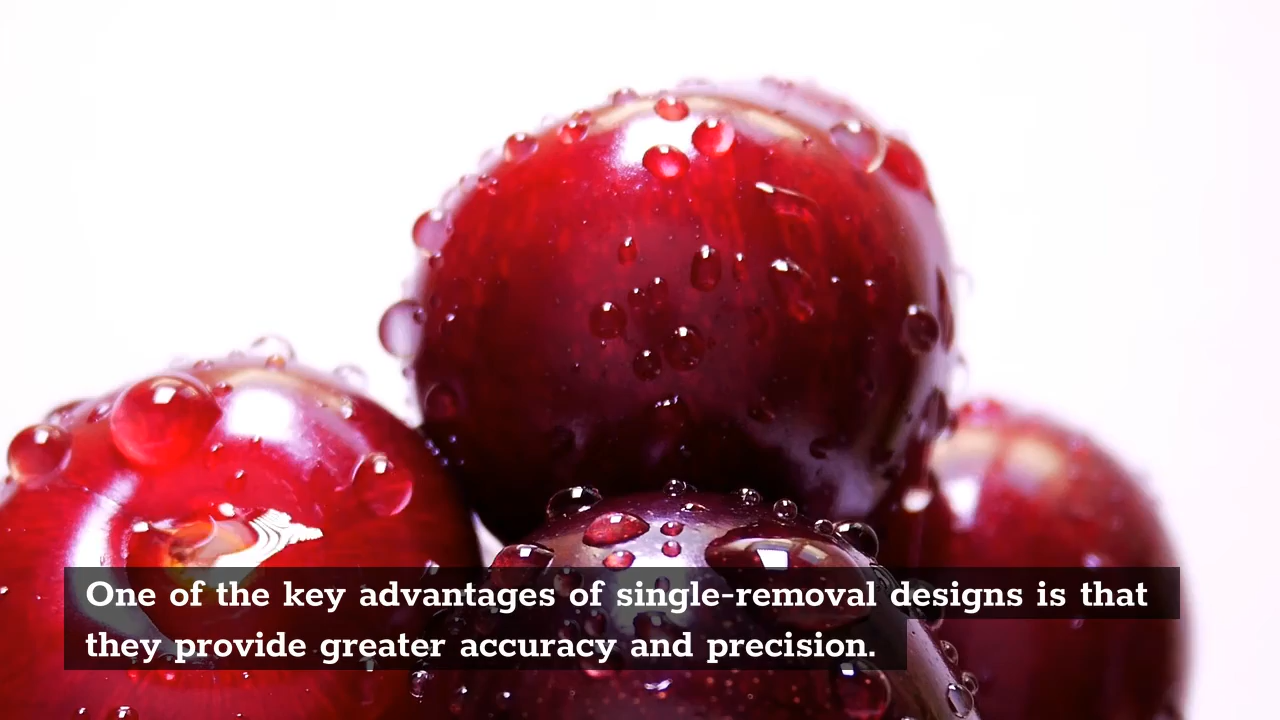 One of the key advantages of single-removal designs is that
they provide greater accuracy and precision.